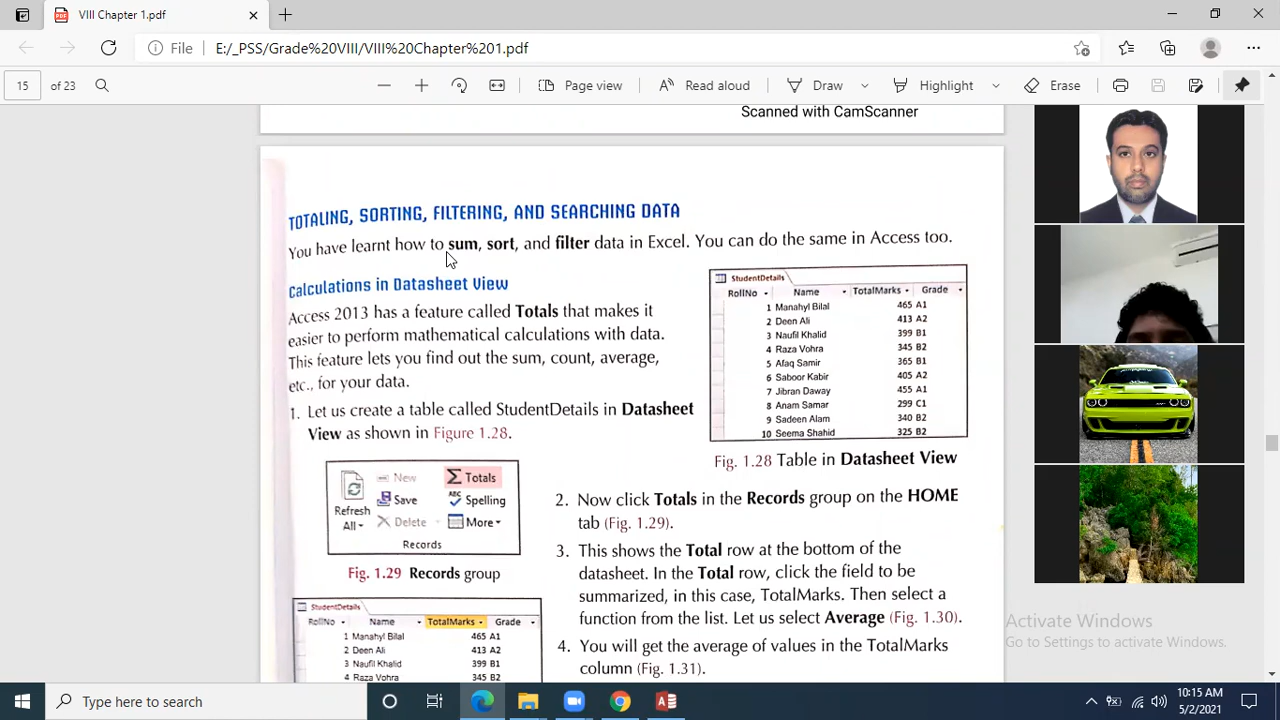 VIII Chapter 1.pdf
File E:/_PSS/Grade%20VIII/VIII%20Chapter%201.pdf
15 of 23
Page view
Read aloud
Draw
Highlight
Erase
Scanned with CamScanner
TOTALING, SORTING, FILTERING, AND SEARCHING DATA
You have learnt how to sum, sort, and filter data in Excel. You can do the same in Access too.
Calculations in Datasheet View
Access 2013 has a feature called Totals that makes it
easier to perform mathematical calculations with data.
This feature lets you find out the sum, count, average,
etc., for your data.
1. Let us create a table called StudentDetails in Datasheet
View as shown in Figure 1.28.
StudentDetails
RollNo Name TotalMarks Grade
1 Manahyl Bilal 465 A1
2 Deen Ali 413 A2
3 Naufil Khalid 399 B1
4 Raza Vohra 345 B2
5 Afaq Samir 365 B1
6 Saboor Kabir 405 A2
7 Jibran Daway 455 A1
8 Anam Samar 299 C1
9 Sadeen Alam 340 B2
10 Seema Shahid 325 B2
Fig. 1.28 Table in Datasheet View
Refresh
All
New
Save
Delete
Σ Totals
ABC Spelling
More
Records
Fig. 1.29 Records group
2. Now click Totals in the Records group on the HOME
tab (Fig. 1.29).
3. This shows the Total row at the bottom of the
datasheet. In the Total row, click the field to be
summarized, in this case, TotalMarks. Then select a
function from the list. Let us select Average (Fig. 1.30).
4. You will get the average of values in the TotalMarks
column (Fig. 1.31).
StudentDetails
RollNo Name TotalMarks Grade
1 Manahyl Bilal 465 A1
2 Deen Ali 413 A2
3 Naufil Khalid 399 B1
4 Raza Vohra 345 B2
Activate Windows
Go to Settings to activate Windows.
Type here to search
10:15 AM
5/2/2021